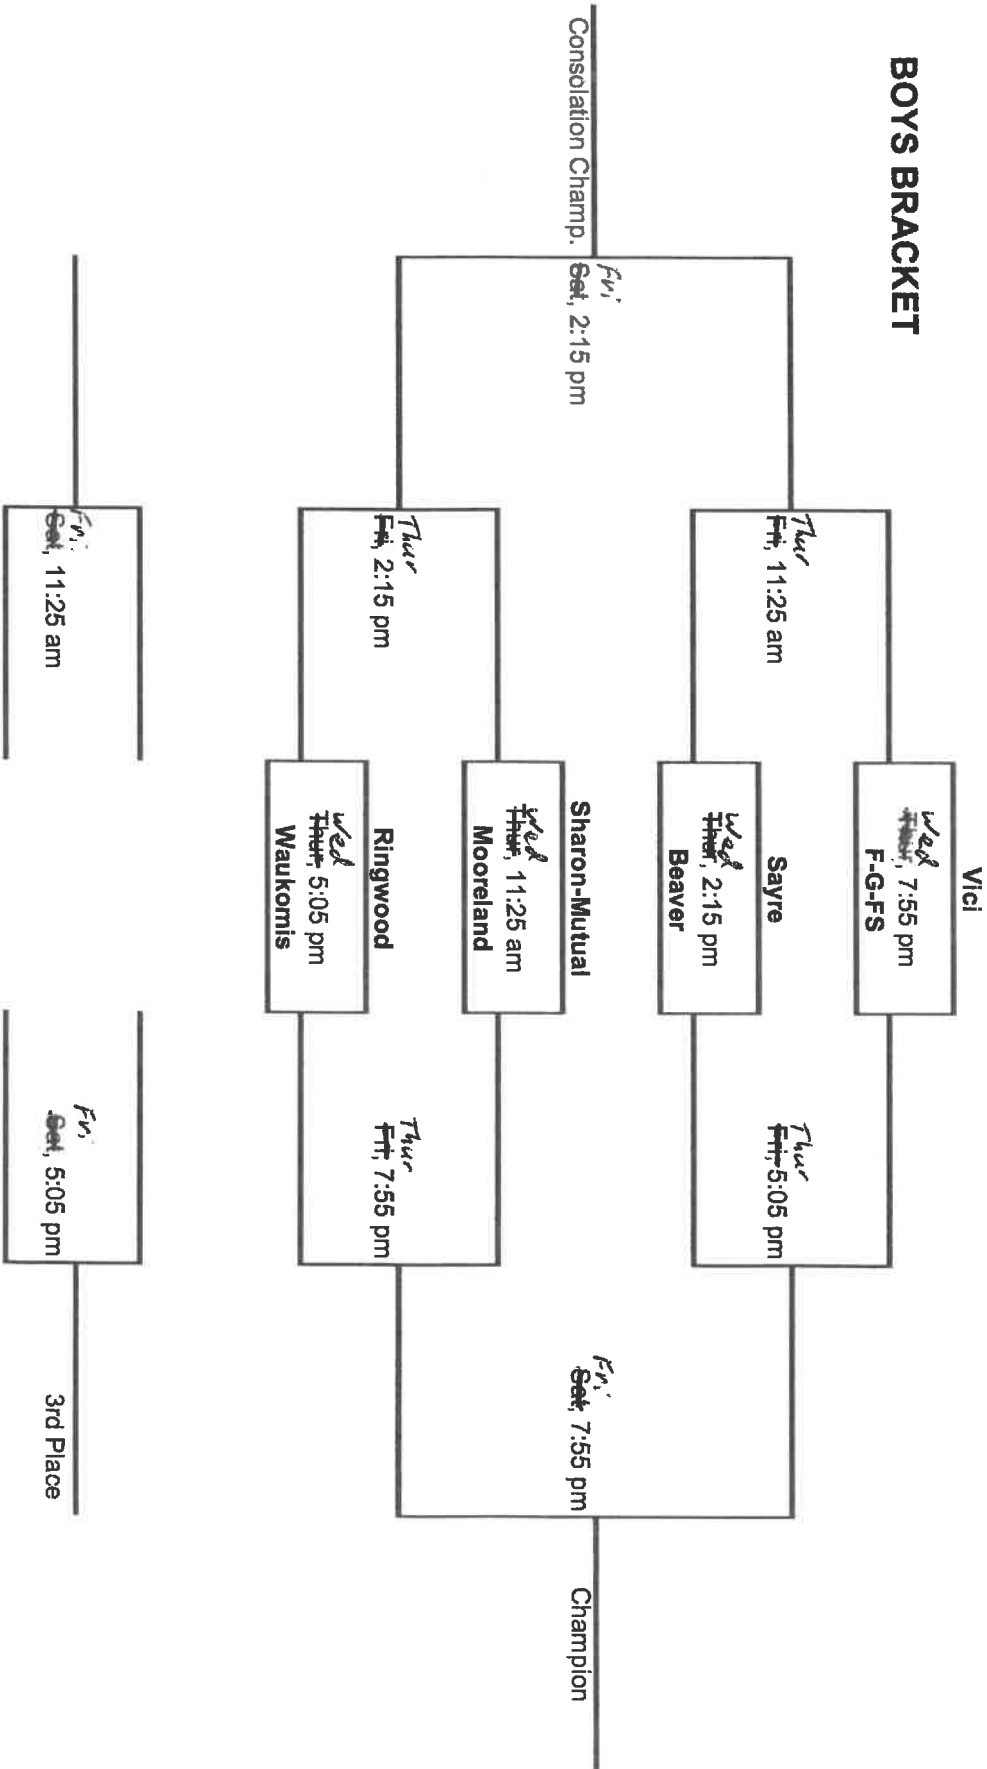 BOYS BRACKET
Vici
Wed
Thur, 7:55 pm
F-G-FS
Thur
Fri, 11:25 am
Thur
Fri, 5:05 pm
Sayre
Wed
Thur, 2:15 pm
Beaver
Fri
Sat, 2:15 pm
Consolation Champ.
Fri
Sat, 7:55 pm
Champion
Sharon-Mutual
Wed
Thur, 11:25 am
Mooreland
Thur
Fri, 2:15 pm
Thur
Fri, 7:55 pm
Ringwood
Wed
Thur, 5:05 pm
Waukomis
Fri.
Sat, 11:25 am
Fri
Sat, 5:05 pm
3rd Place